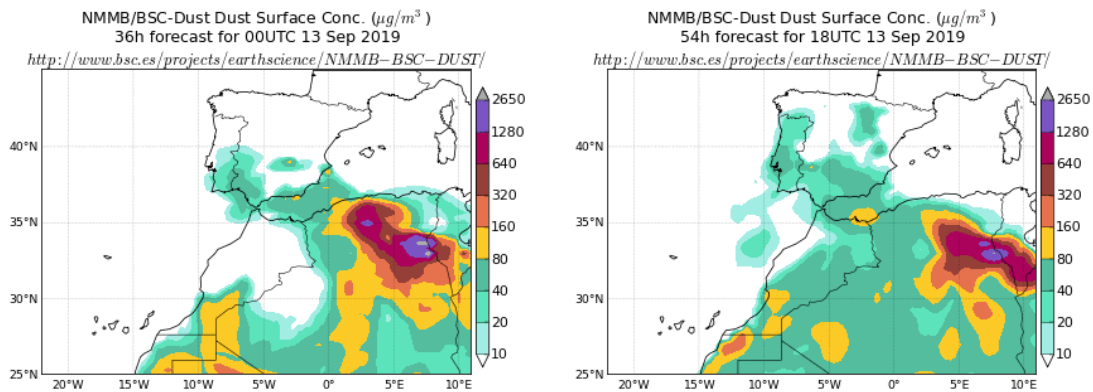 NMMB/BSC-Dust Dust Surface Conc. (μg/m³)
36h forecast for 00UTC 13 Sep 2019
http://www.bsc.es/projects/earthscience/NMMB−BSC−DUST/
40°N
35°N
30°N
25°N
20°W 15°W 10°W 5°W 0° 5°E 10°E
2650
1280
640
320
160
80
40
20
10
NMMB/BSC-Dust Dust Surface Conc. (μg/m³)
54h forecast for 18UTC 13 Sep 2019
http://www.bsc.es/projects/earthscience/NMMB−BSC−DUST/
40°N
35°N
30°N
25°N
20°W 15°W 10°W 5°W 0° 5°E 10°E
2650
1280
640
320
160
80
40
20
10